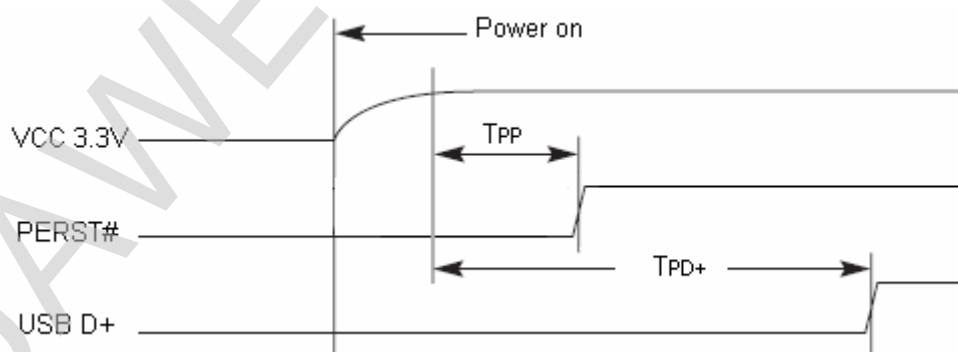 Power on
VCC 3.3V
TPP
PERST#
TPD+
USB D+